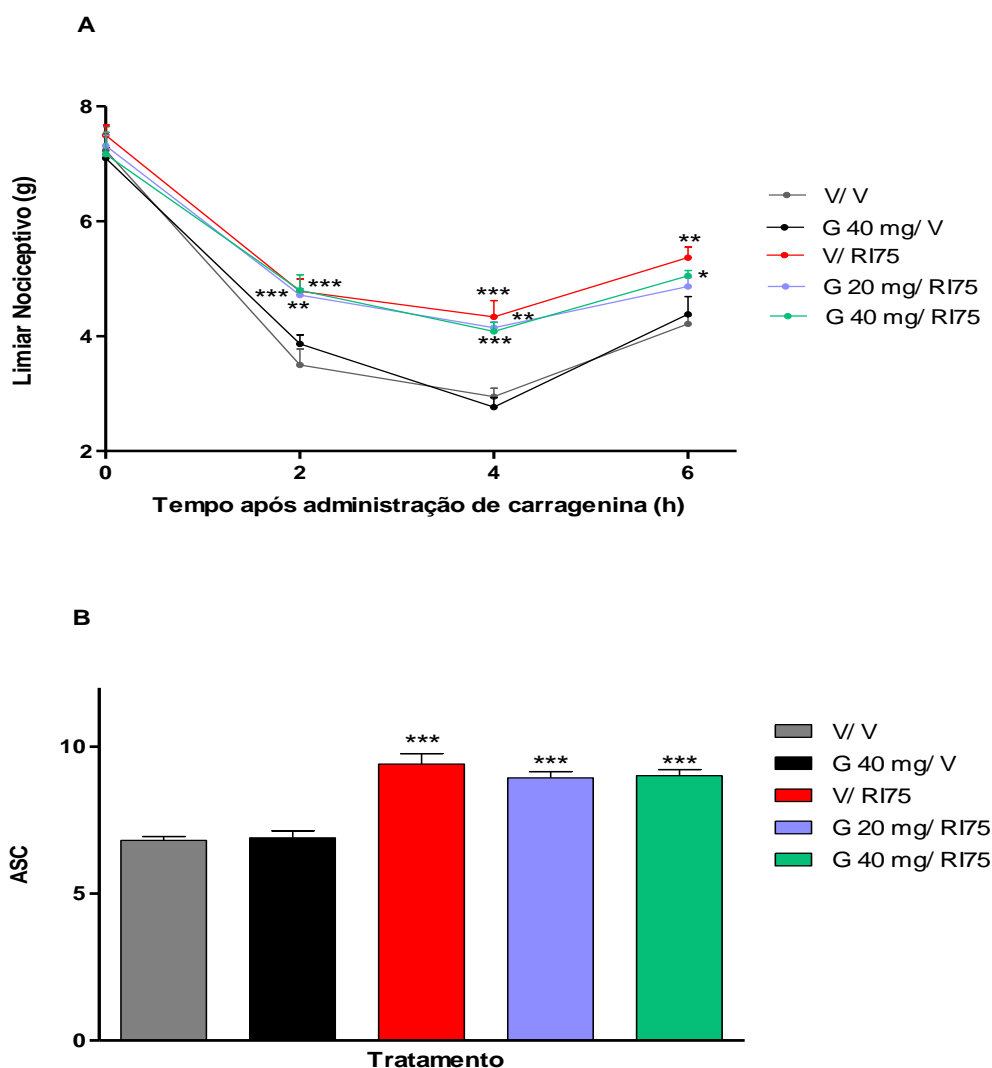 A
Limiar Nociceptivo (g)
8
6
4
2
0
2
4
6
***
***
**
***
**
***
**
*
Tempo após administração de carragenina (h)
V/ V
G 40 mg/ V
V/ RI75
G 20 mg/ RI75
G 40 mg/ RI75
B
ASC
10
5
0
***
***
***
Tratamento
V/ V
G 40 mg/ V
V/ RI75
G 20 mg/ RI75
G 40 mg/ RI75